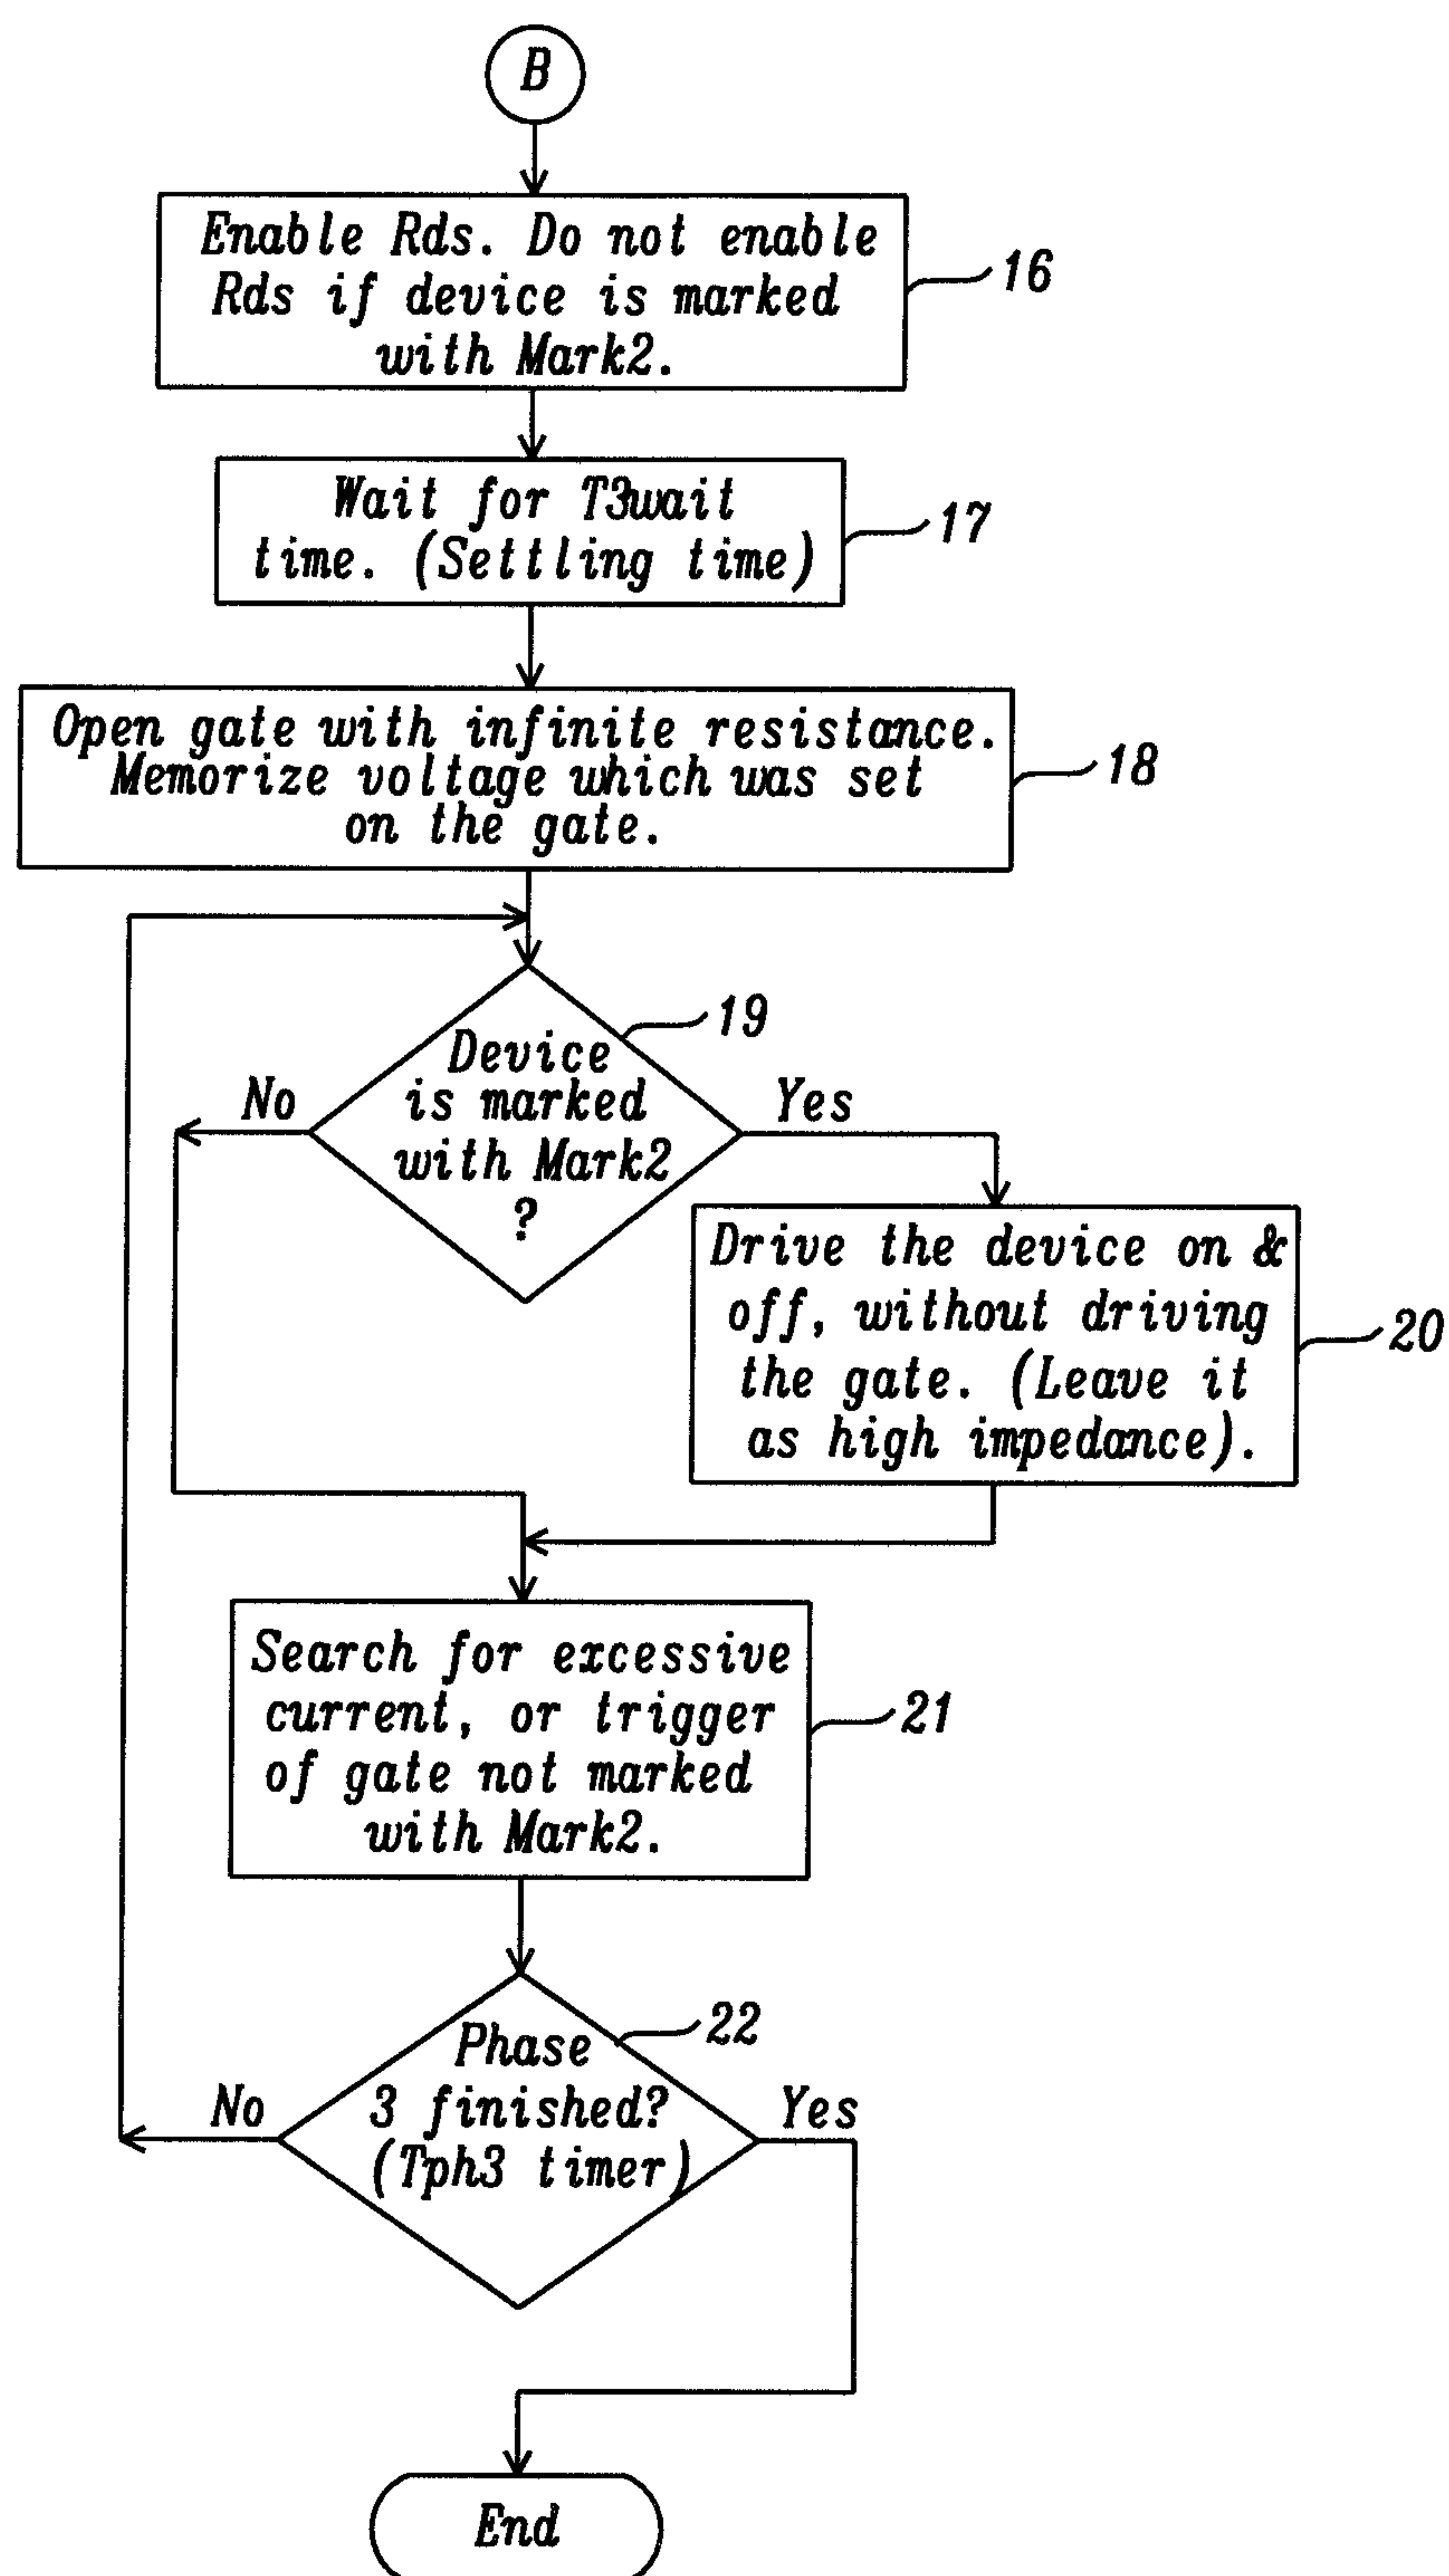 B
Enable Rds. Do not enable
Rds if device is marked
with Mark2.
16
Wait for T3wait
time. (Settling time)
17
Open gate with infinite resistance.
Memorize voltage which was set
on the gate.
18
19
Device
is marked
with Mark2
?
No
Yes
Drive the device on &
off, without driving
the gate. (Leave it
as high impedance).
20
Search for excessive
current, or trigger
of gate not marked
with Mark2.
21
22
Phase
3 finished?
(Tph3 timer)
No
Yes
End